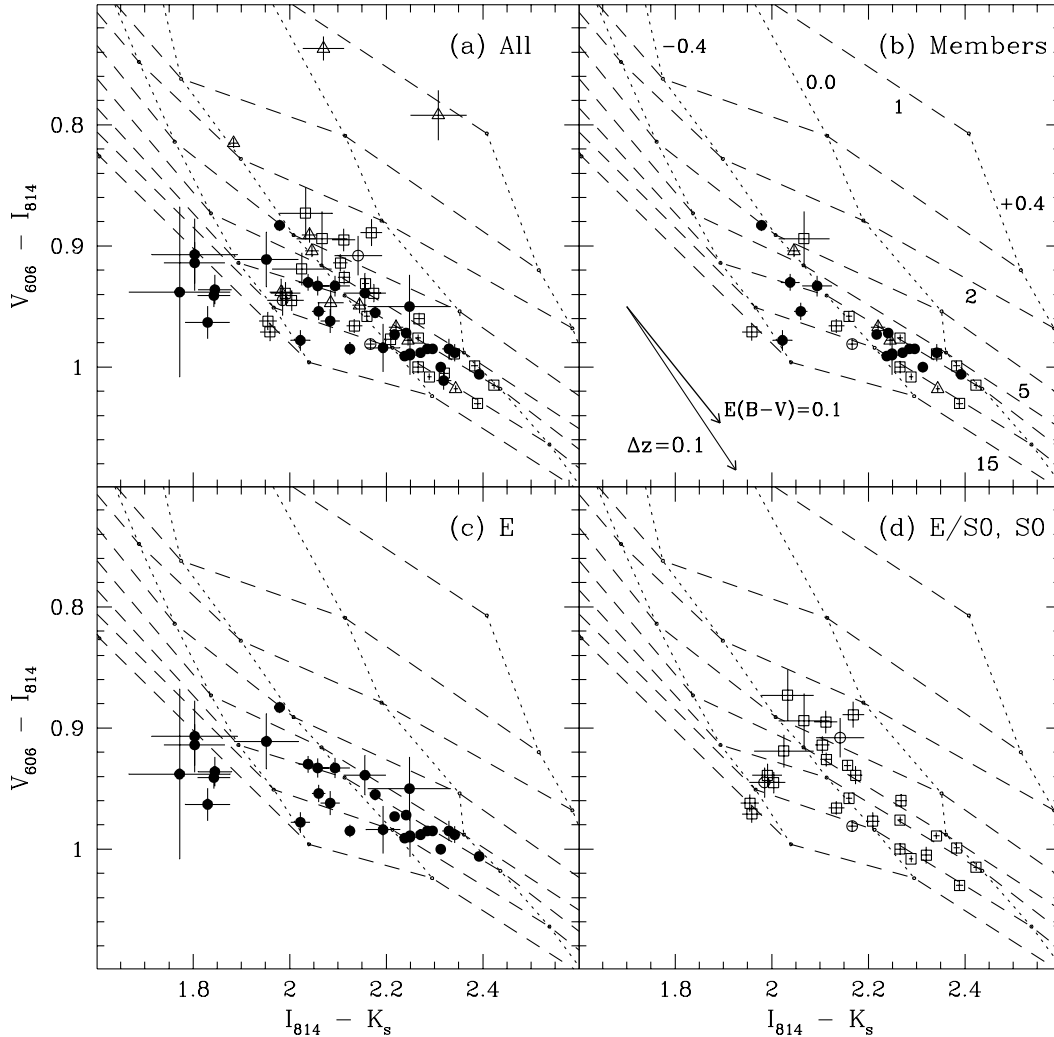 (a) All
(b) Members
−0.4
0.0
1
+0.4
2
5
15
E(B−V)=0.1
Δz=0.1
0.8
0.9
1
V606 − I814
(c) E
(d) E/S0, S0
0.8
0.9
1
V606 − I814
1.8 2 2.2 2.4
1.8 2 2.2 2.4
I814 − Ks
I814 − Ks